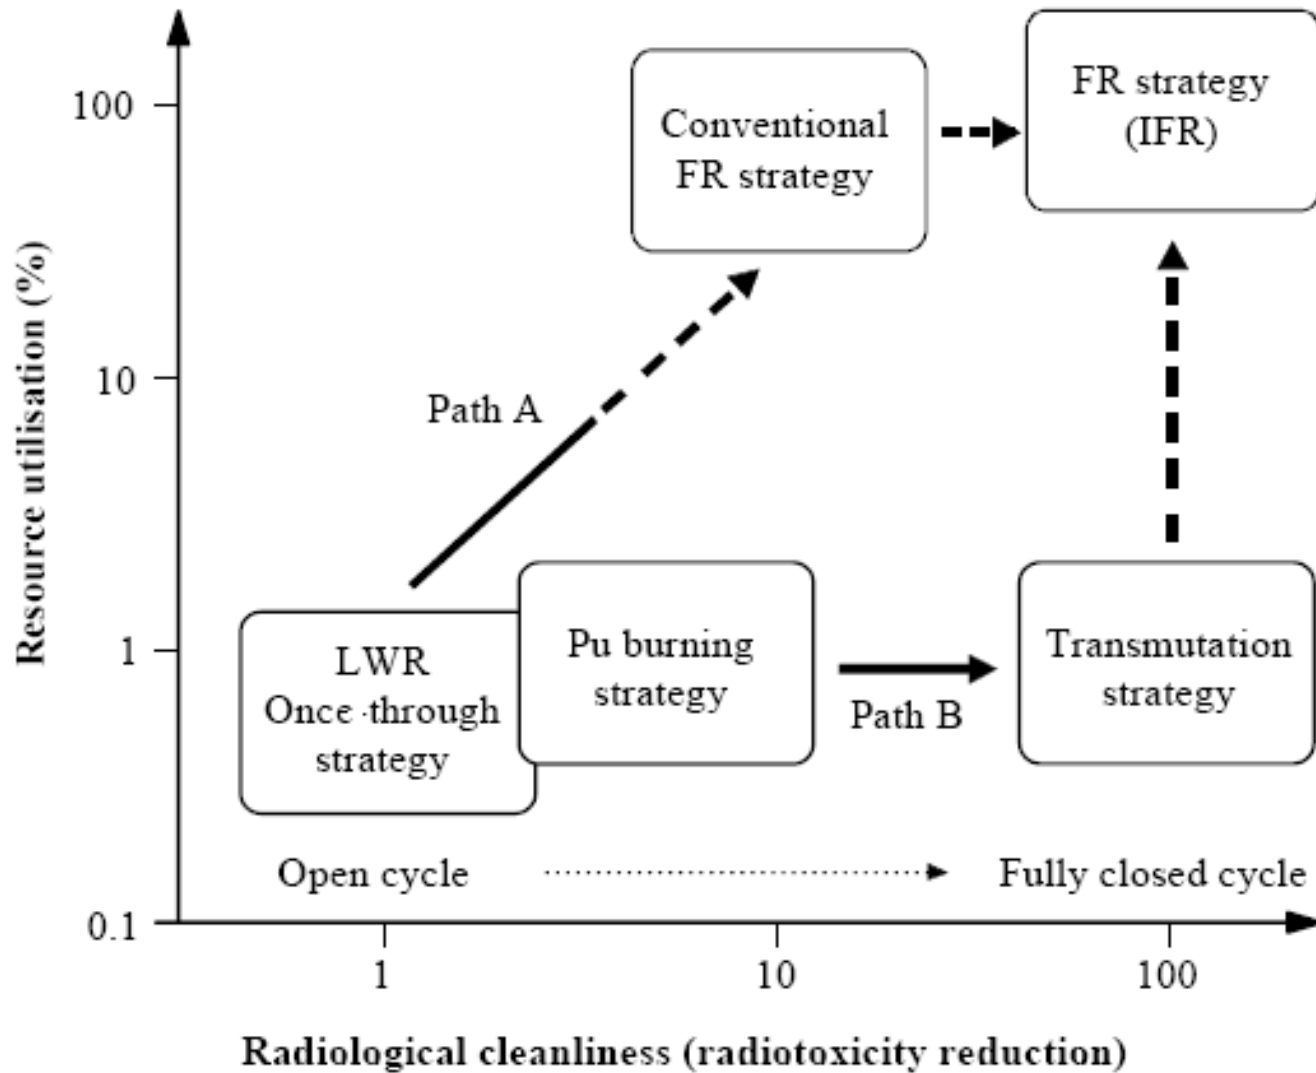 Resource utilisation (%)
100
10
1
0.1
Conventional
FR strategy
FR strategy
(IFR)
Path A
LWR
Once-through
strategy
Pu burning
strategy
Path B
Transmutation
strategy
Open cycle
Fully closed cycle
1
10
100
Radiological cleanliness (radiotoxicity reduction)